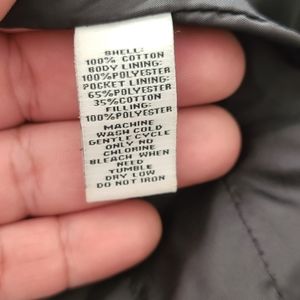 SHELL:
100% COTTON
BODY LINING:
100%POLYESTER
POCKET LINING:
65%POLYESTER
35%COTTON
FILLING:
100%POLYESTER
MACHINE
WASH COLD
GENTLE CYCLE
ONLY NO
CHLORINE
BLEACH WHEN
NEED
TUMBLE
DRY LOW
DO NOT IRON